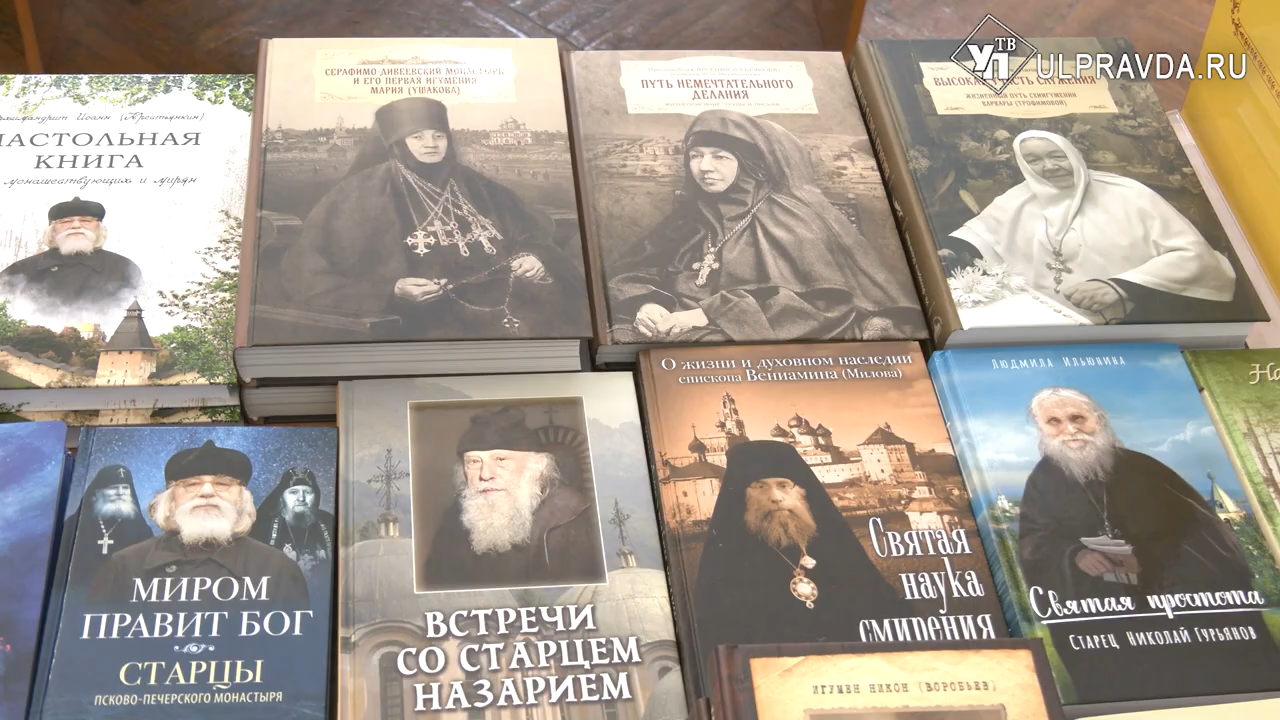 УП ТВ ULPRAVDA.RU
Архимандрит Иоанн (Крестьянкин)
НАСТОЛЬНАЯ
КНИГА
монашествующих и мирян
СЕРАФИМО-ДИВЕЕВСКИЙ МОНАСТЫРЬ
И ЕГО ПЕРВАЯ ИГУМЕНИЯ
МАРИЯ (УШАКОВА)
ПУТЬ НЕМЕЧТАТЕЛЬНОГО
ДЕЛАНИЯ
ЖИЗНЕННЫЙ ПУТЬ СХИИГУМЕНИИ
ВАРВАРЫ (ТРОФИМОВОЙ)
МИРОМ
ПРАВИТ БОГ
СТАРЦЫ
ПСКОВО-ПЕЧЕРСКОГО МОНАСТЫРЯ
ВСТРЕЧИ
СО СТАРЦЕМ
НАЗАРИЕМ
О жизни и духовном наследии
епископа Вениамина (Милова)
Святая
наука
смирения
ЛЮДМИЛА ИЛЬЮНИНА
Святая простота
СТАРЕЦ НИКОЛАЙ ГУРЬЯНОВ
ИГУМЕН НИКОН (ВОРОБЬЕВ)